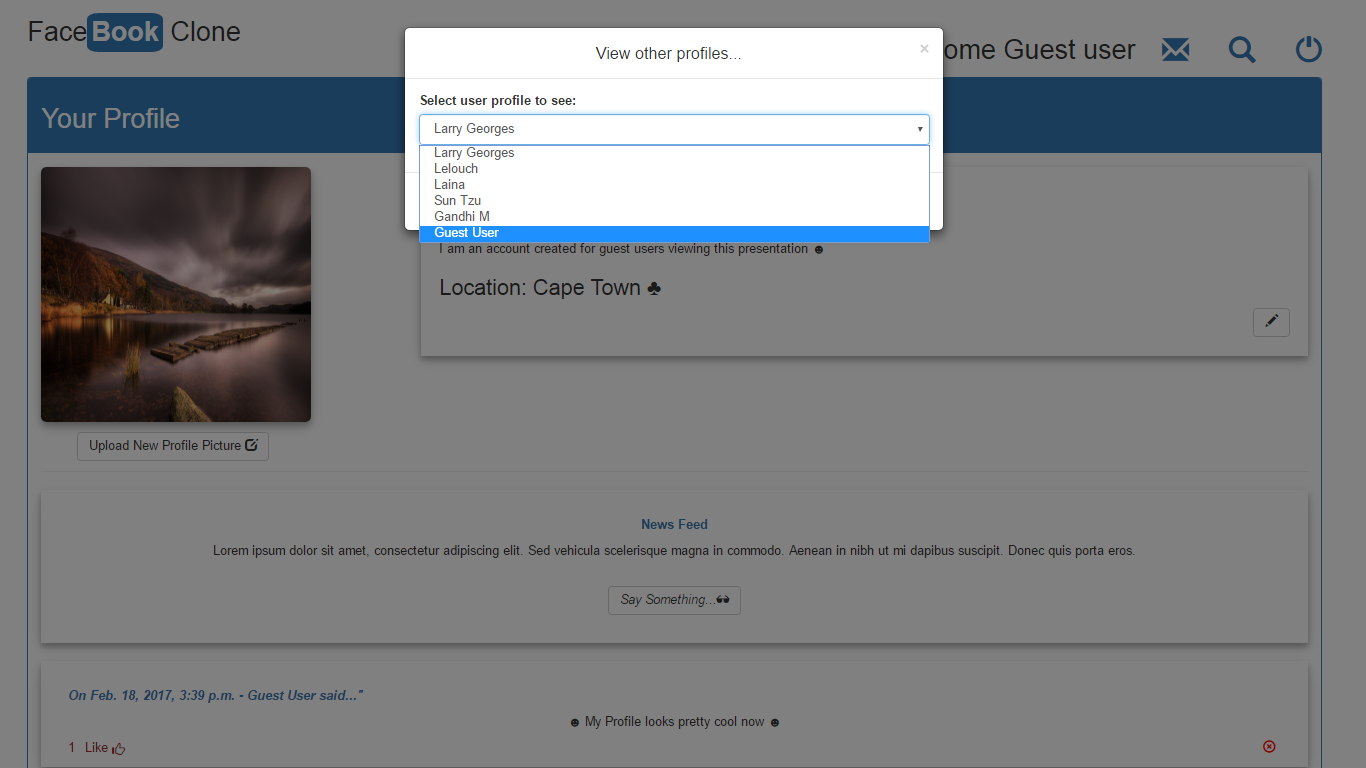 FaceBook Clone
View other profiles...
×
ome Guest user
Your Profile
Select user profile to see:
Larry Georges
Larry Georges
Lelouch
Laina
Sun Tzu
Gandhi M
Guest User
I am an account created for guest users viewing this presentation ☻
Location: Cape Town ♣
Upload New Profile Picture
News Feed
Lorem ipsum dolor sit amet, consectetur adipiscing elit. Sed vehicula scelerisque magna in commodo. Aenean in nibh ut mi dapibus suscipit. Donec quis porta eros.
Say Something...
On Feb. 18, 2017, 3:39 p.m. - Guest User said..."
☻ My Profile looks pretty cool now ☻
1 Like